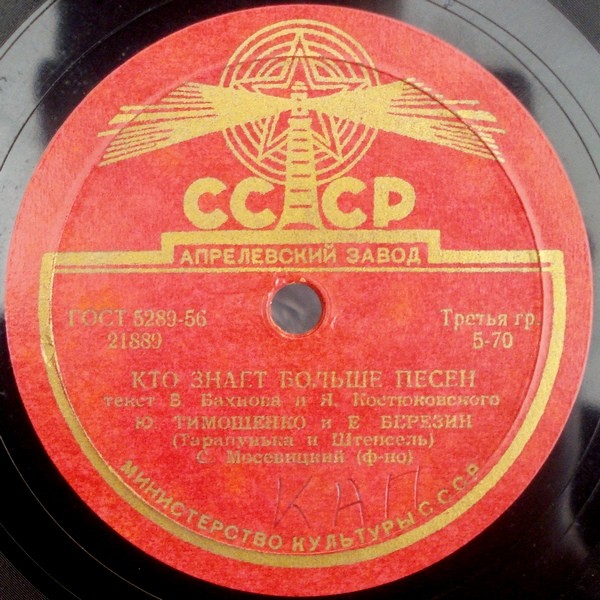 СССР
АПРЕЛЕВСКИЙ ЗАВОД
ГОСТ 5289-56
21889
Третья гр.
5-70
КТО ЗНАЕТ БОЛЬШЕ ПЕСЕН
текст В Бахнова и Я. Костюковского
Ю. ТИМОШЕНКО и Е БЕРЕЗИН
(Тарапунька и Штепсель)
С. Мосевицкий (ф-но)
КАП
МИНИСТЕРСТВО КУЛЬТУРЫ СССР